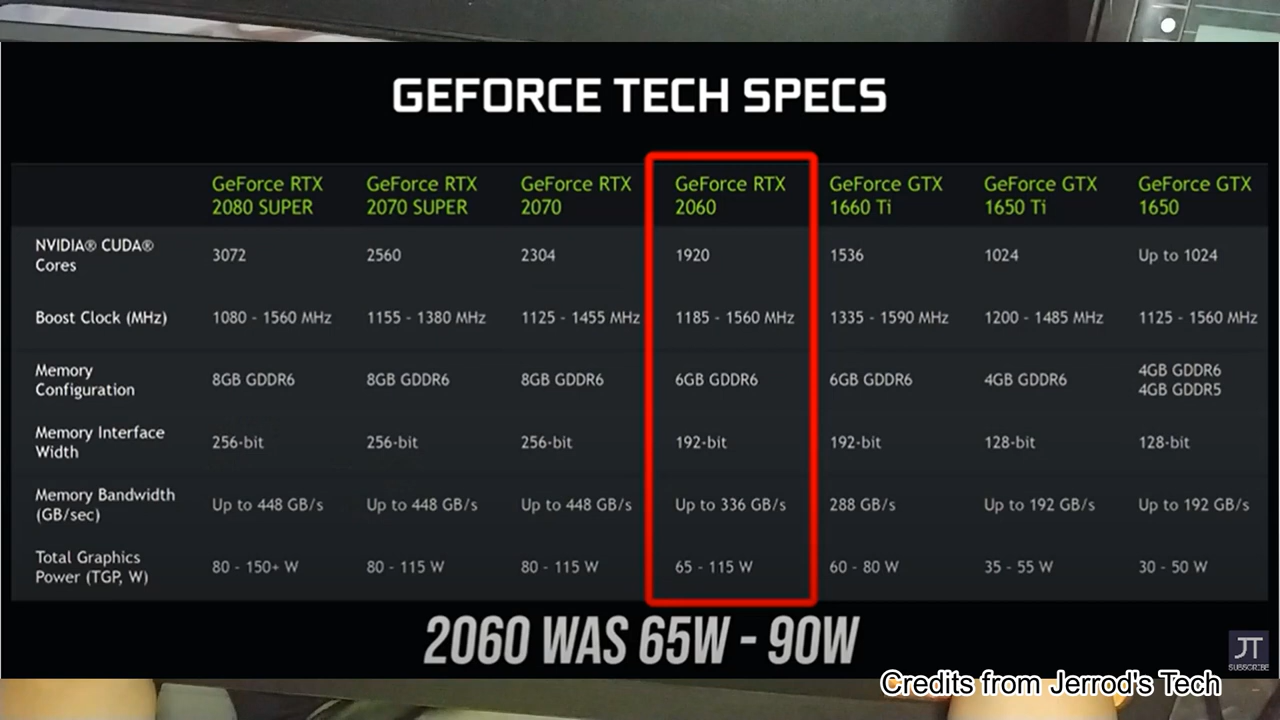 GEFORCE TECH SPECS
GeForce RTX 2080 SUPER GeForce RTX 2070 SUPER GeForce RTX 2070 GeForce RTX 2060 GeForce GTX 1660 Ti GeForce GTX 1650 Ti GeForce GTX 1650
NVIDIA® CUDA® Cores 3072 2560 2304 1920 1536 1024 Up to 1024
Boost Clock (MHz) 1080 - 1560 MHz 1155 - 1380 MHz 1125 - 1455 MHz 1185 - 1560 MHz 1335 - 1590 MHz 1200 - 1485 MHz 1125 - 1560 MHz
Memory Configuration 8GB GDDR6 8GB GDDR6 8GB GDDR6 6GB GDDR6 6GB GDDR6 4GB GDDR6 4GB GDDR6 4GB GDDR5
Memory Interface Width 256-bit 256-bit 256-bit 192-bit 192-bit 128-bit 128-bit
Memory Bandwidth (GB/sec) Up to 448 GB/s Up to 448 GB/s Up to 448 GB/s Up to 336 GB/s 288 GB/s Up to 192 GB/s Up to 192 GB/s
Total Graphics Power (TGP, W) 80 - 150+ W 80 - 115 W 80 - 115 W 65 - 115 W 60 - 80 W 35 - 55 W 30 - 50 W
2060 WAS 65W - 90W
JT
SUBSCRIBE
Credits from Jerrod's Tech